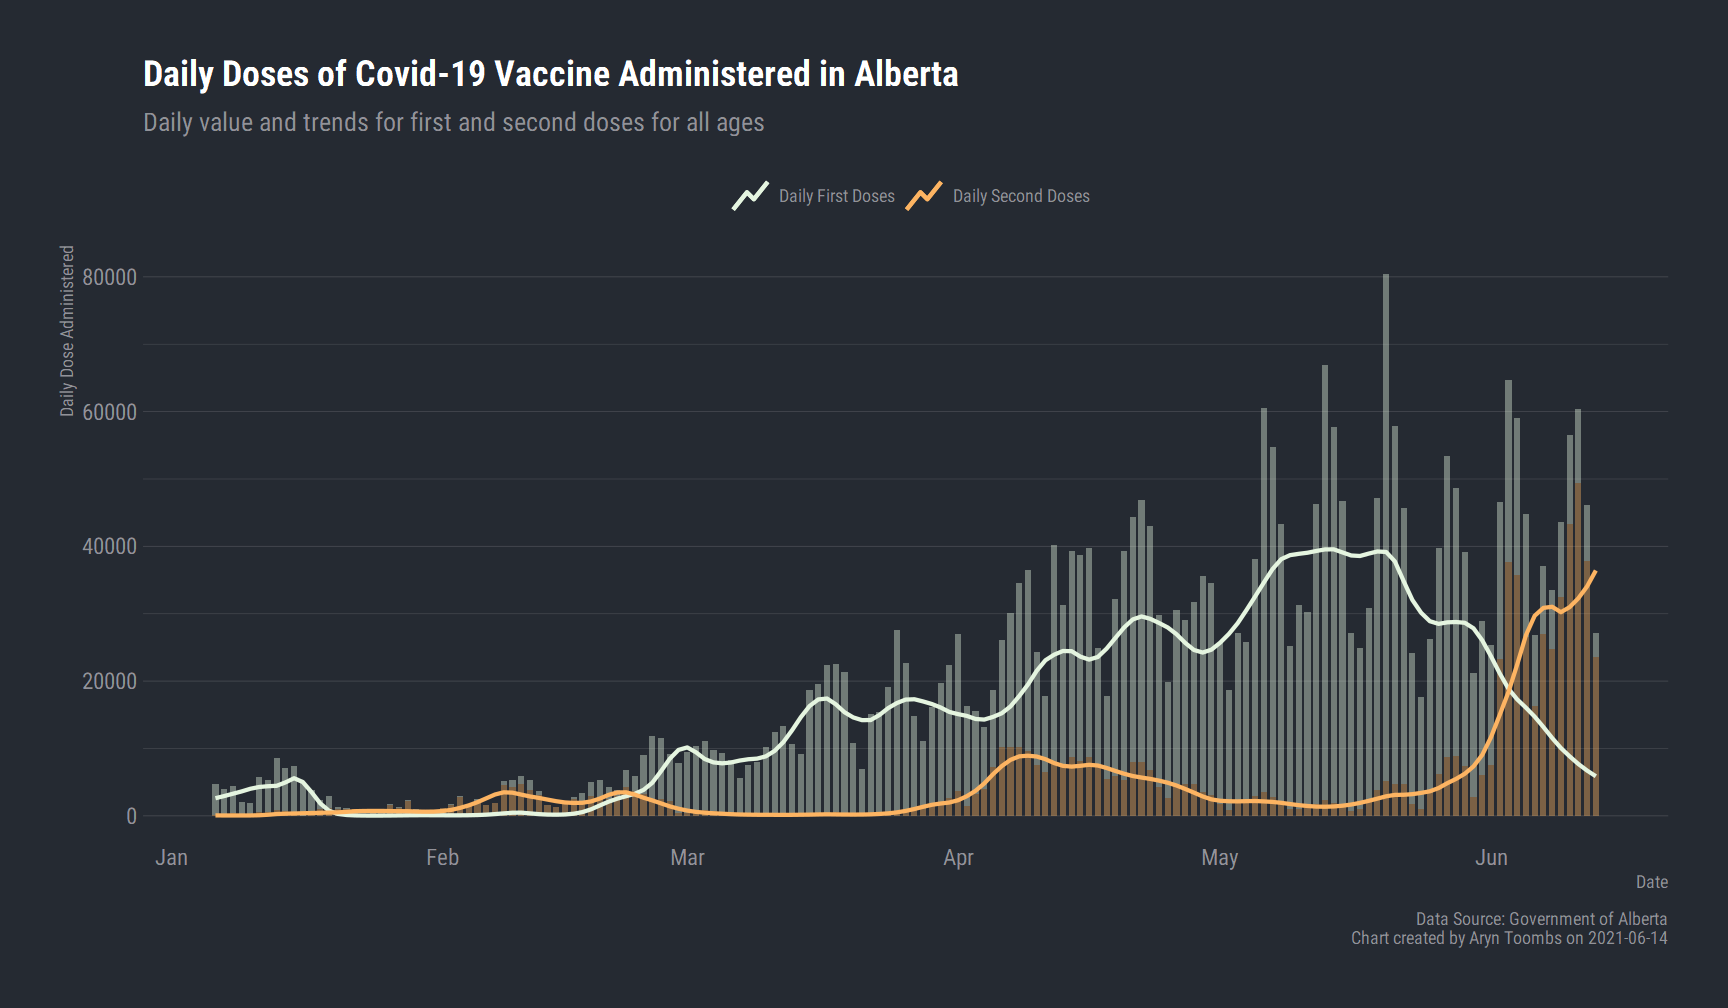 Daily Doses of Covid-19 Vaccine Administered in Alberta
Daily value and trends for first and second doses for all ages
Daily First Doses
Daily Second Doses
Daily Dose Administered
80000
60000
40000
20000
0
Jan
Feb
Mar
Apr
May
Jun
Date
Data Source: Government of Alberta
Chart created by Aryn Toombs on 2021-06-14